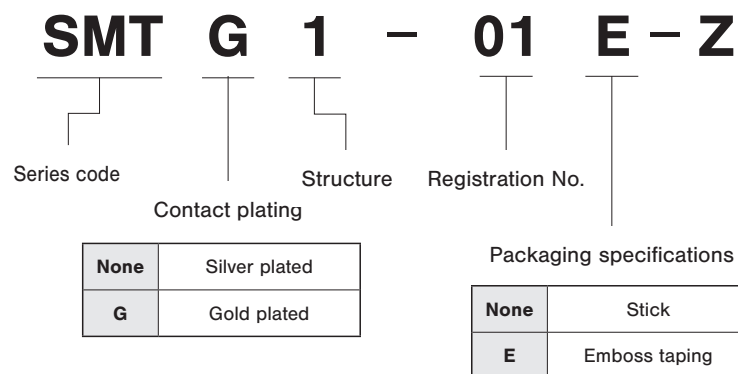 SMT G 1 – 01 E – Z
Series code
Structure
Registration No.
Contact plating
None Silver plated
G Gold plated
Packaging specifications
None Stick
E Emboss taping